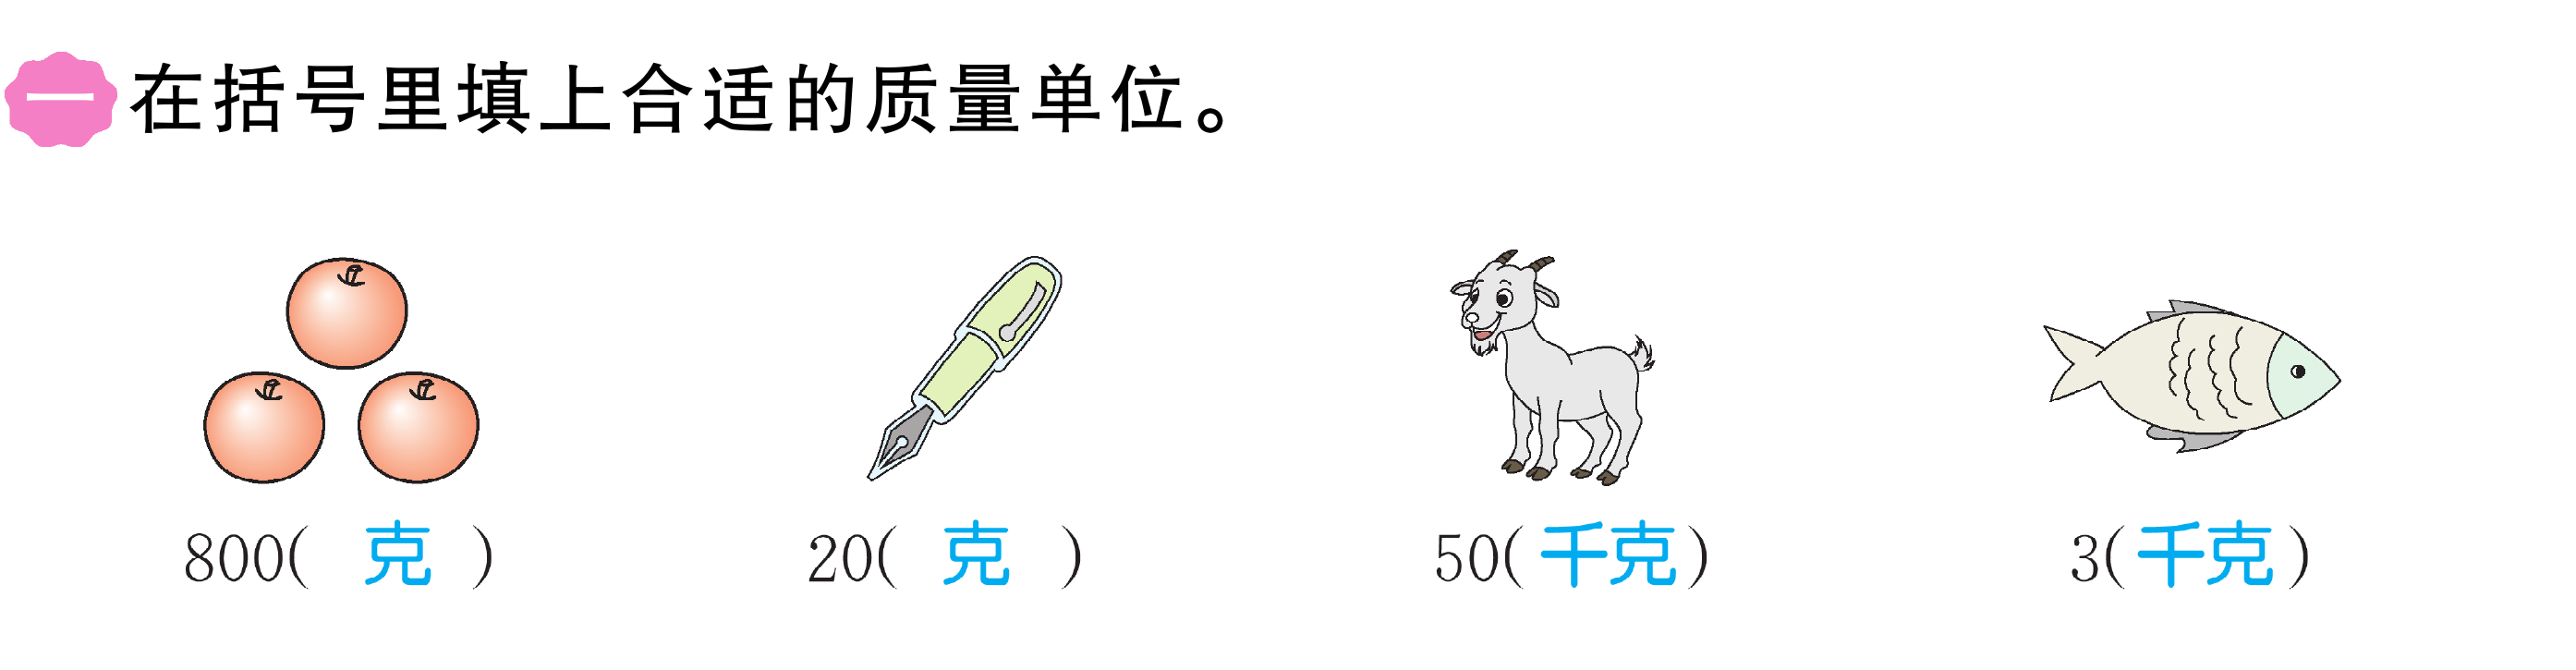 一 在括号里填上合适的质量单位。
800( 克 ) 20( 克 ) 50(千克) 3(千克)